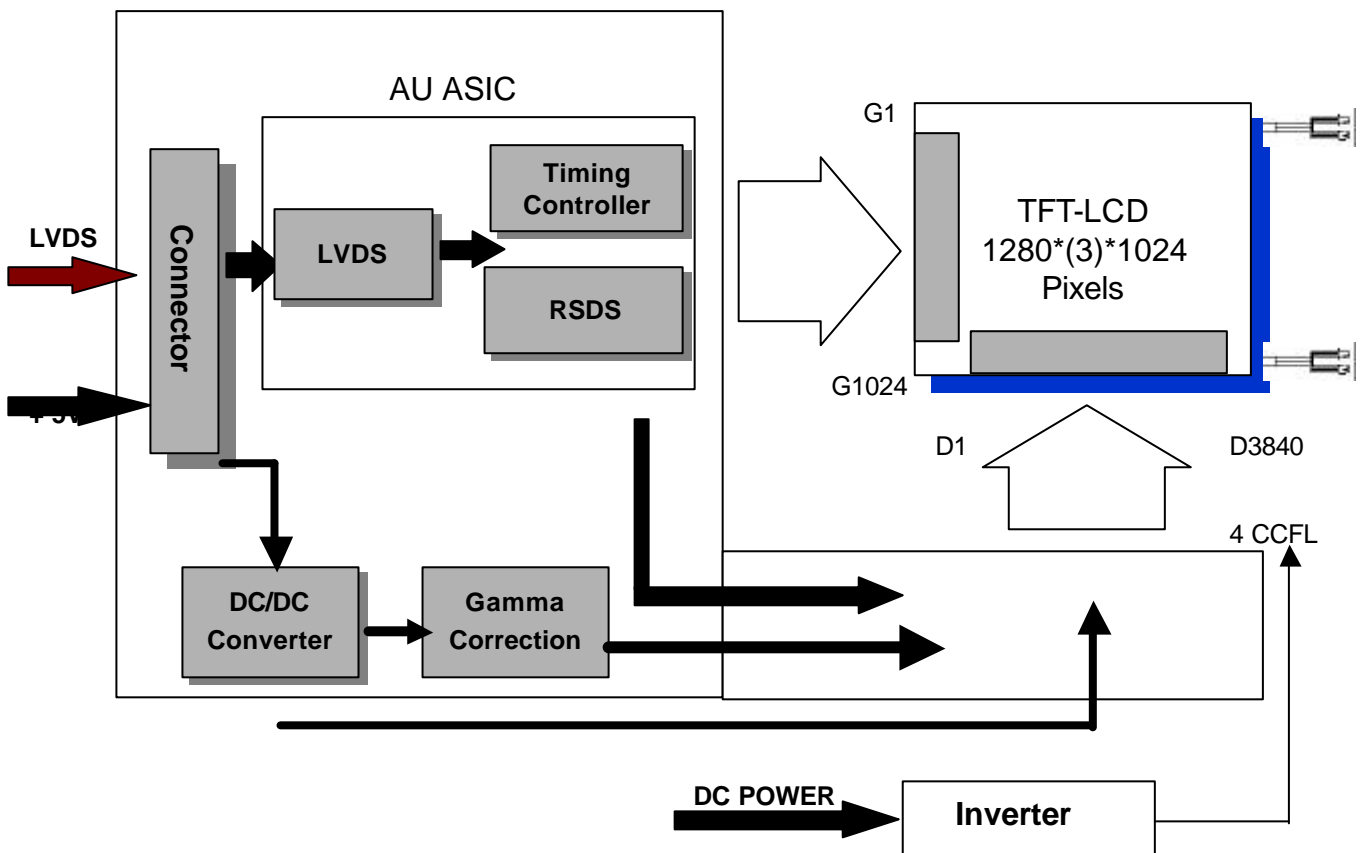 AU ASIC
G1
Timing
Controller
TFT-LCD
1280*(3)*1024
Pixels
LVDS
Connector
LVDS
RSDS
G1024
D1
D3840
4 CCFL
DC/DC
Converter
Gamma
Correction
DC POWER
Inverter